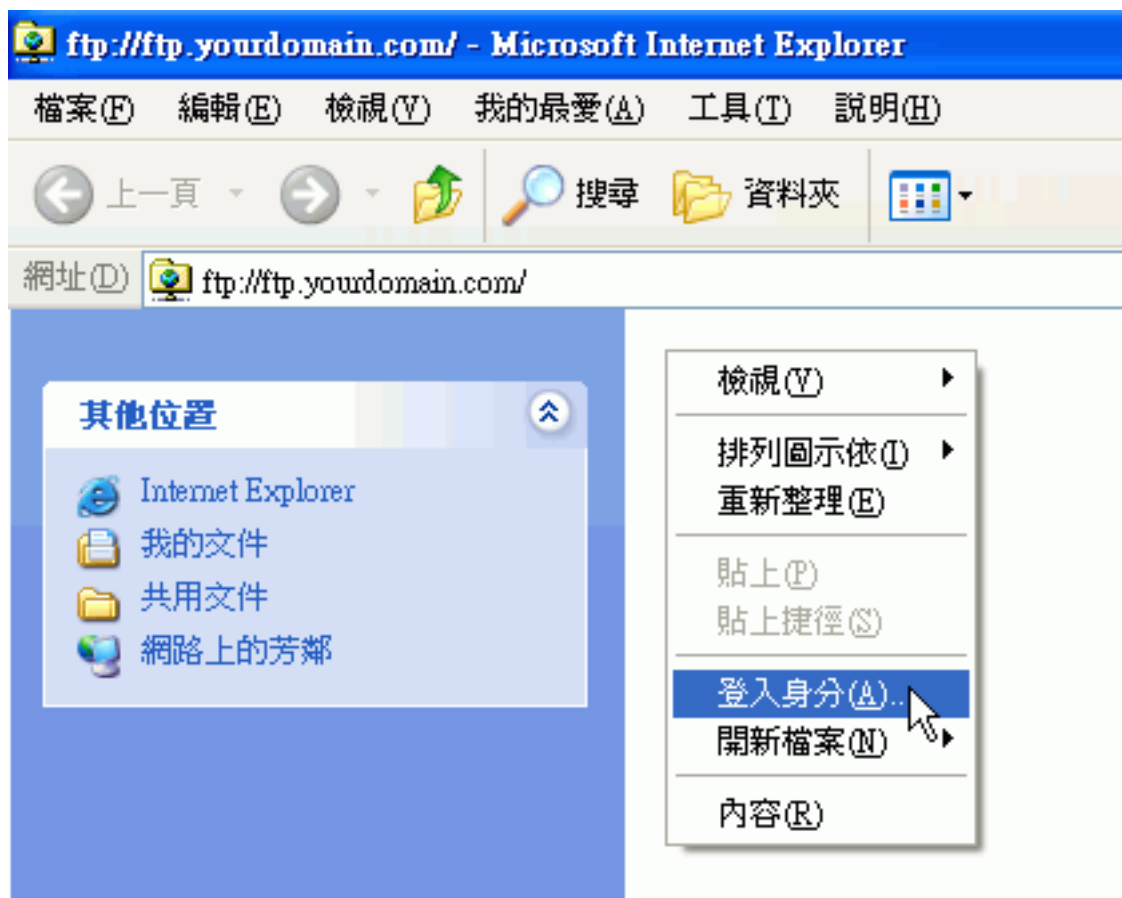 ftp://ftp.yourdomain.com/ - Microsoft Internet Explorer
檔案(F) 編輯(E) 檢視(V) 我的最愛(A) 工具(T) 說明(H)
上一頁 搜尋 資料夾
網址(D) ftp://ftp.yourdomain.com/
其他位置
Internet Explorer
我的文件
共用文件
網路上的芳鄰
檢視(V)
排列圖示依(I)
重新整理(E)
貼上(P)
貼上捷徑(S)
登入身分(A)...
開新檔案(N)
內容(R)